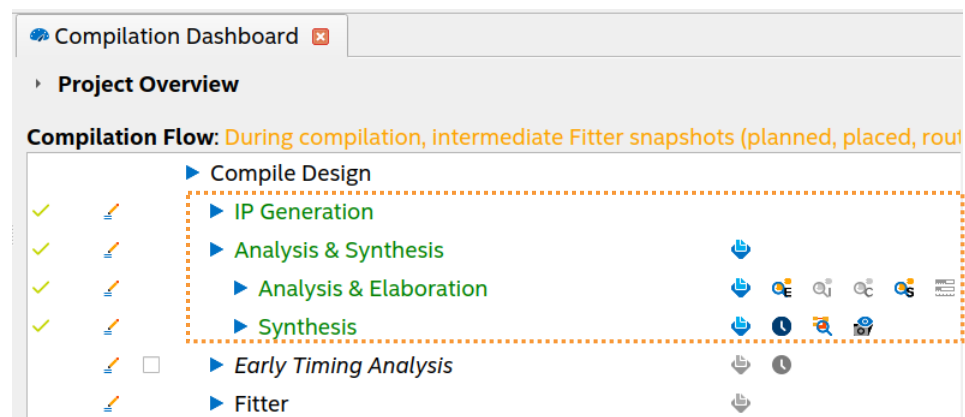 Compilation Dashboard
Project Overview
Compilation Flow: During compilation, intermediate Fitter snapshots (planned, placed, rout
Compile Design
IP Generation
Analysis & Synthesis
Analysis & Elaboration
Synthesis
Early Timing Analysis
Fitter